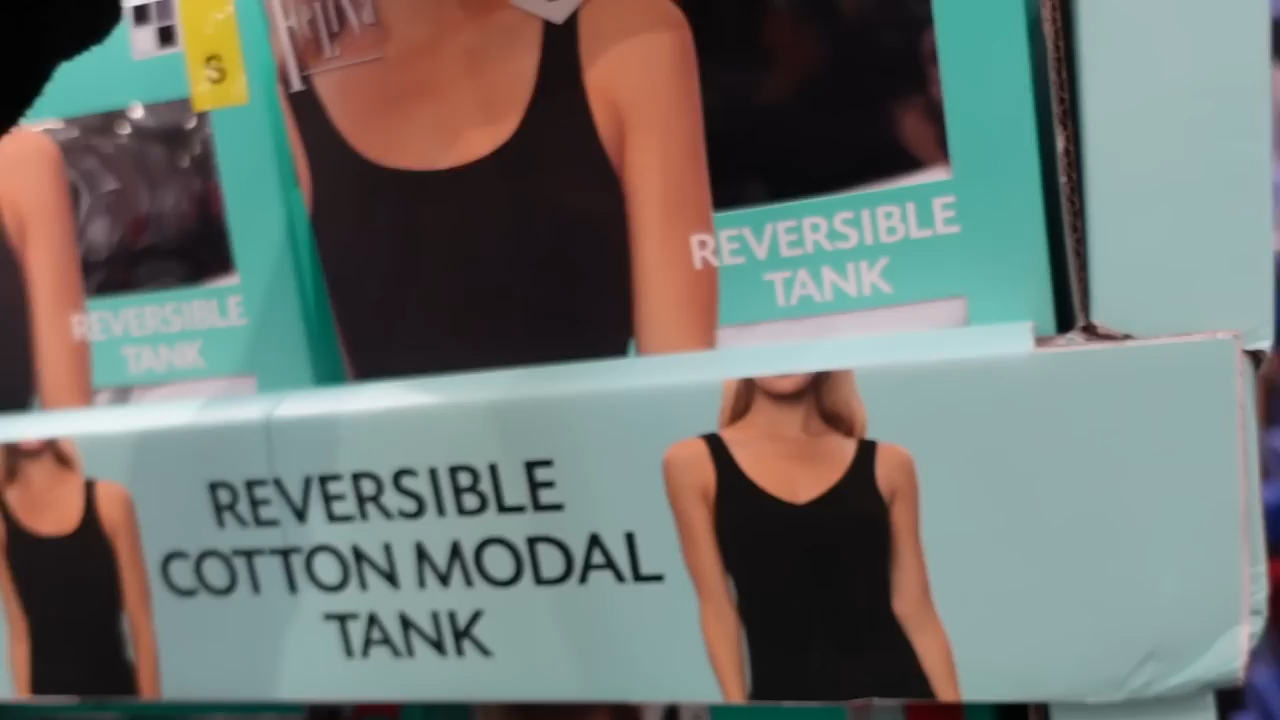 S
REVERSIBLE
TANK
REVERSIBLE
TANK
REVERSIBLE
COTTON MODAL
TANK